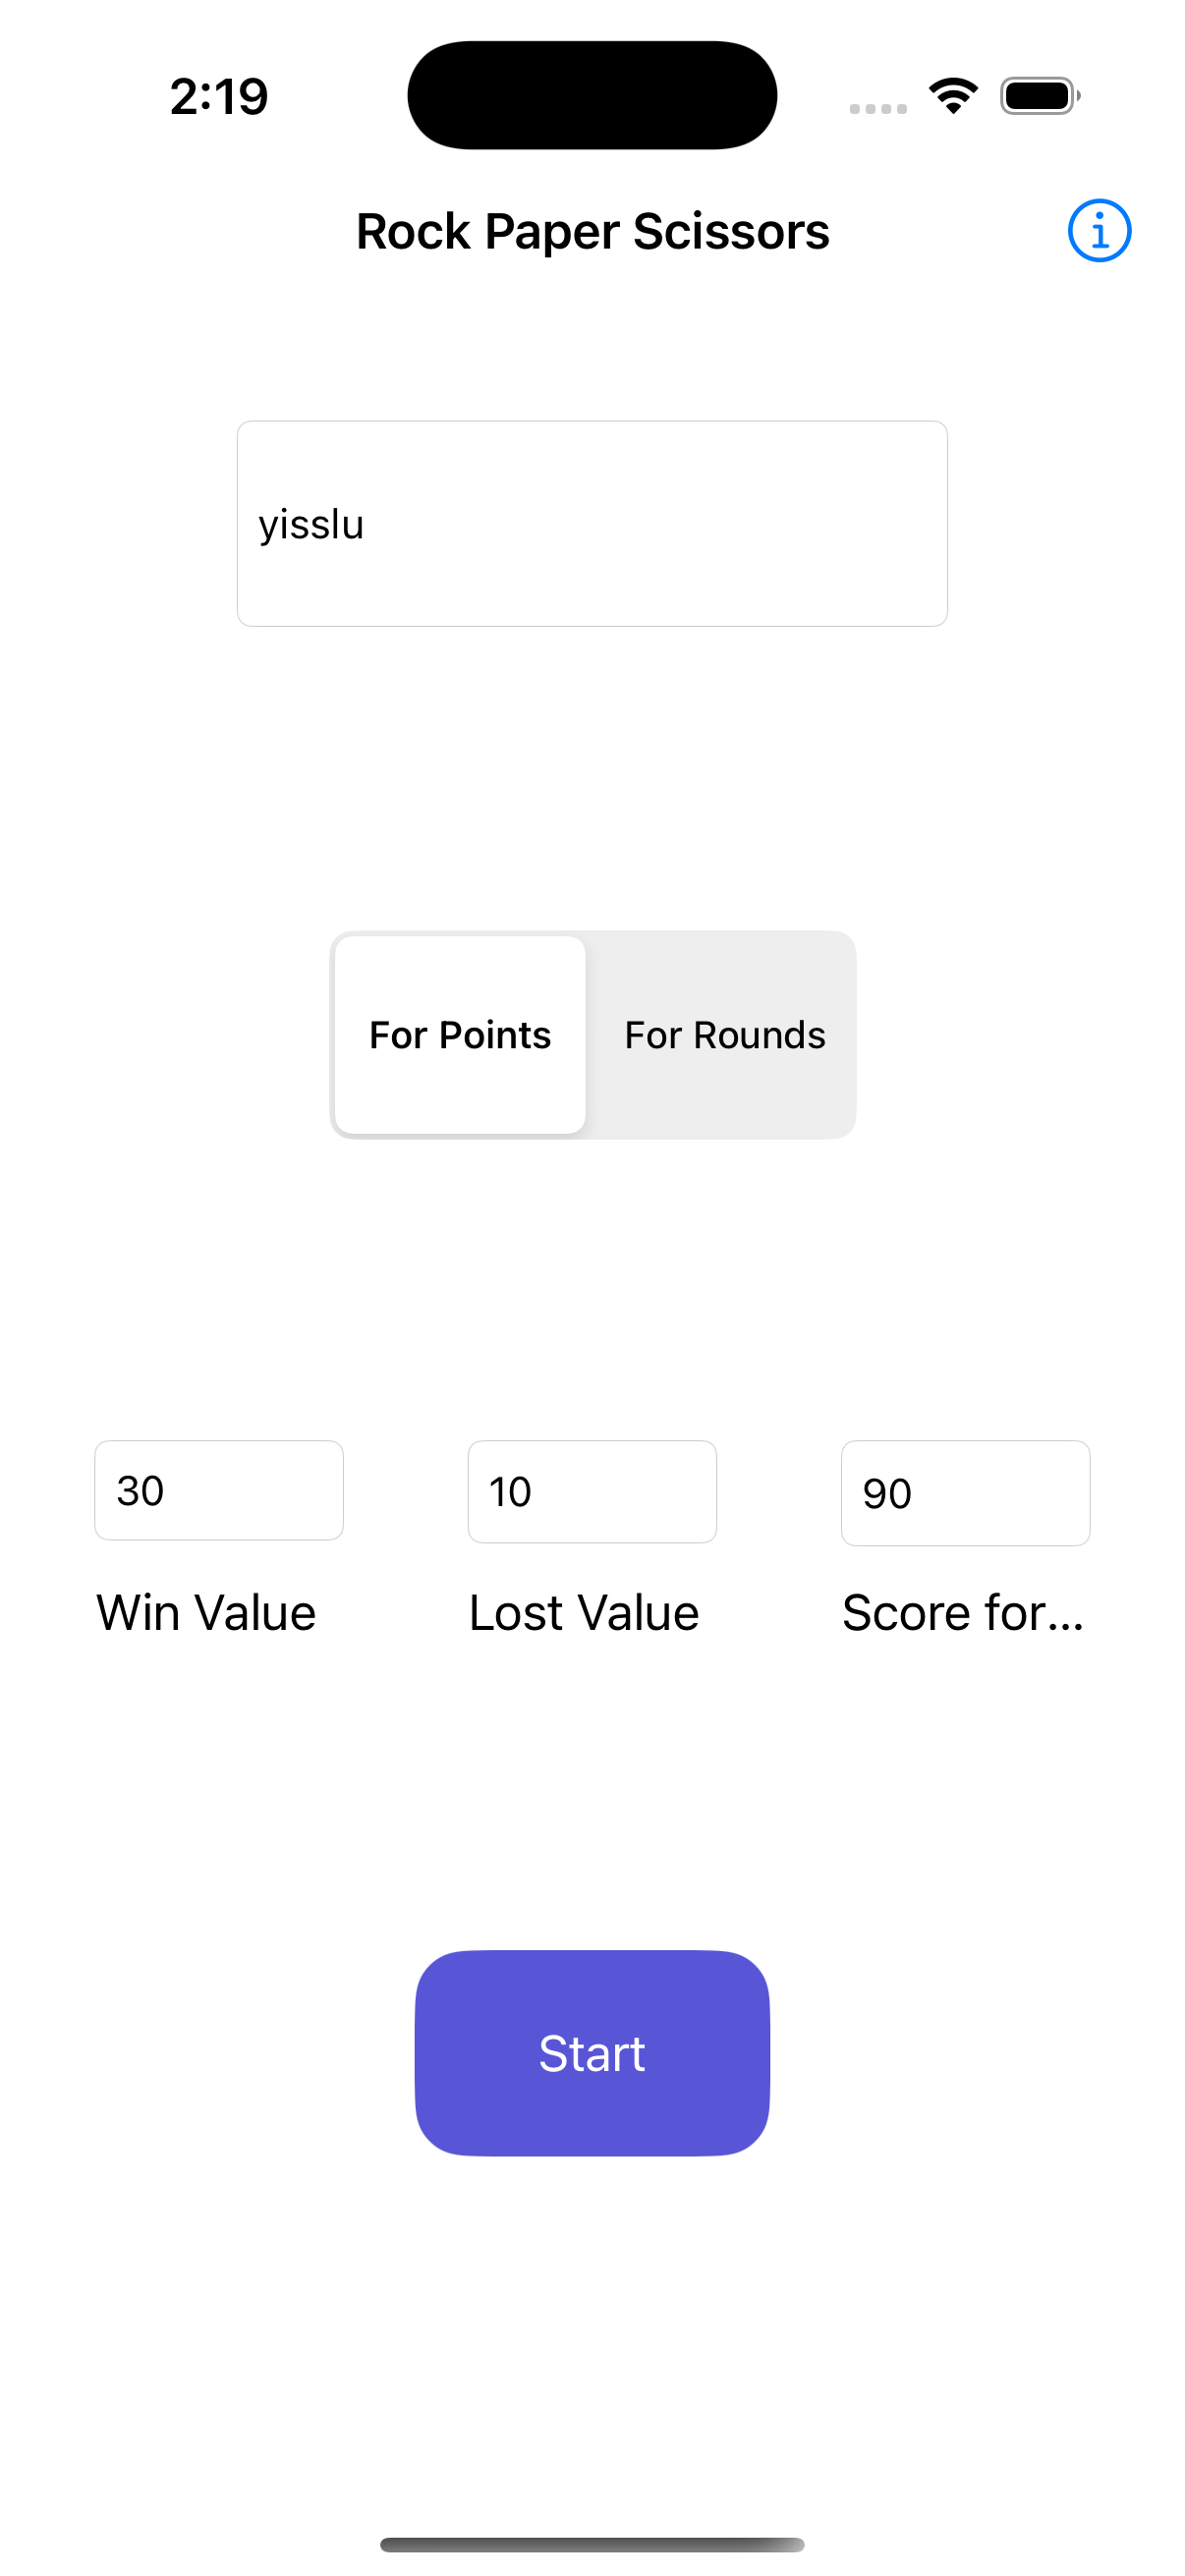 2:19
Rock Paper Scissors
yisslu
For Points For Rounds
30 10 90
Win Value Lost Value Score for...
Start